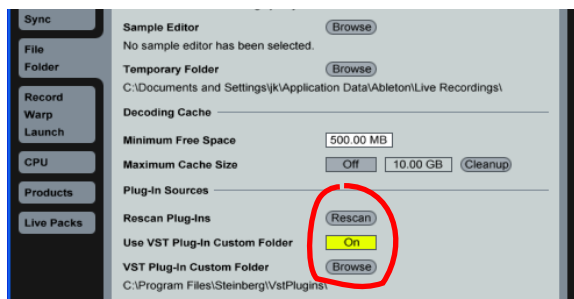 Sync
File
Folder
Record
Warp
Launch
CPU
Products
Live Packs
Sample Editor Browse
No sample editor has been selected.
Temporary Folder Browse
C:\Documents and Settings\jk\Application Data\Ableton\Live Recordings\
Decoding Cache
Minimum Free Space 500.00 MB
Maximum Cache Size Off 10.00 GB Cleanup
Plug-In Sources
Rescan Plug-Ins Rescan
Use VST Plug-In Custom Folder On
VST Plug-In Custom Folder Browse
C:\Program Files\Steinberg\VstPlugins\